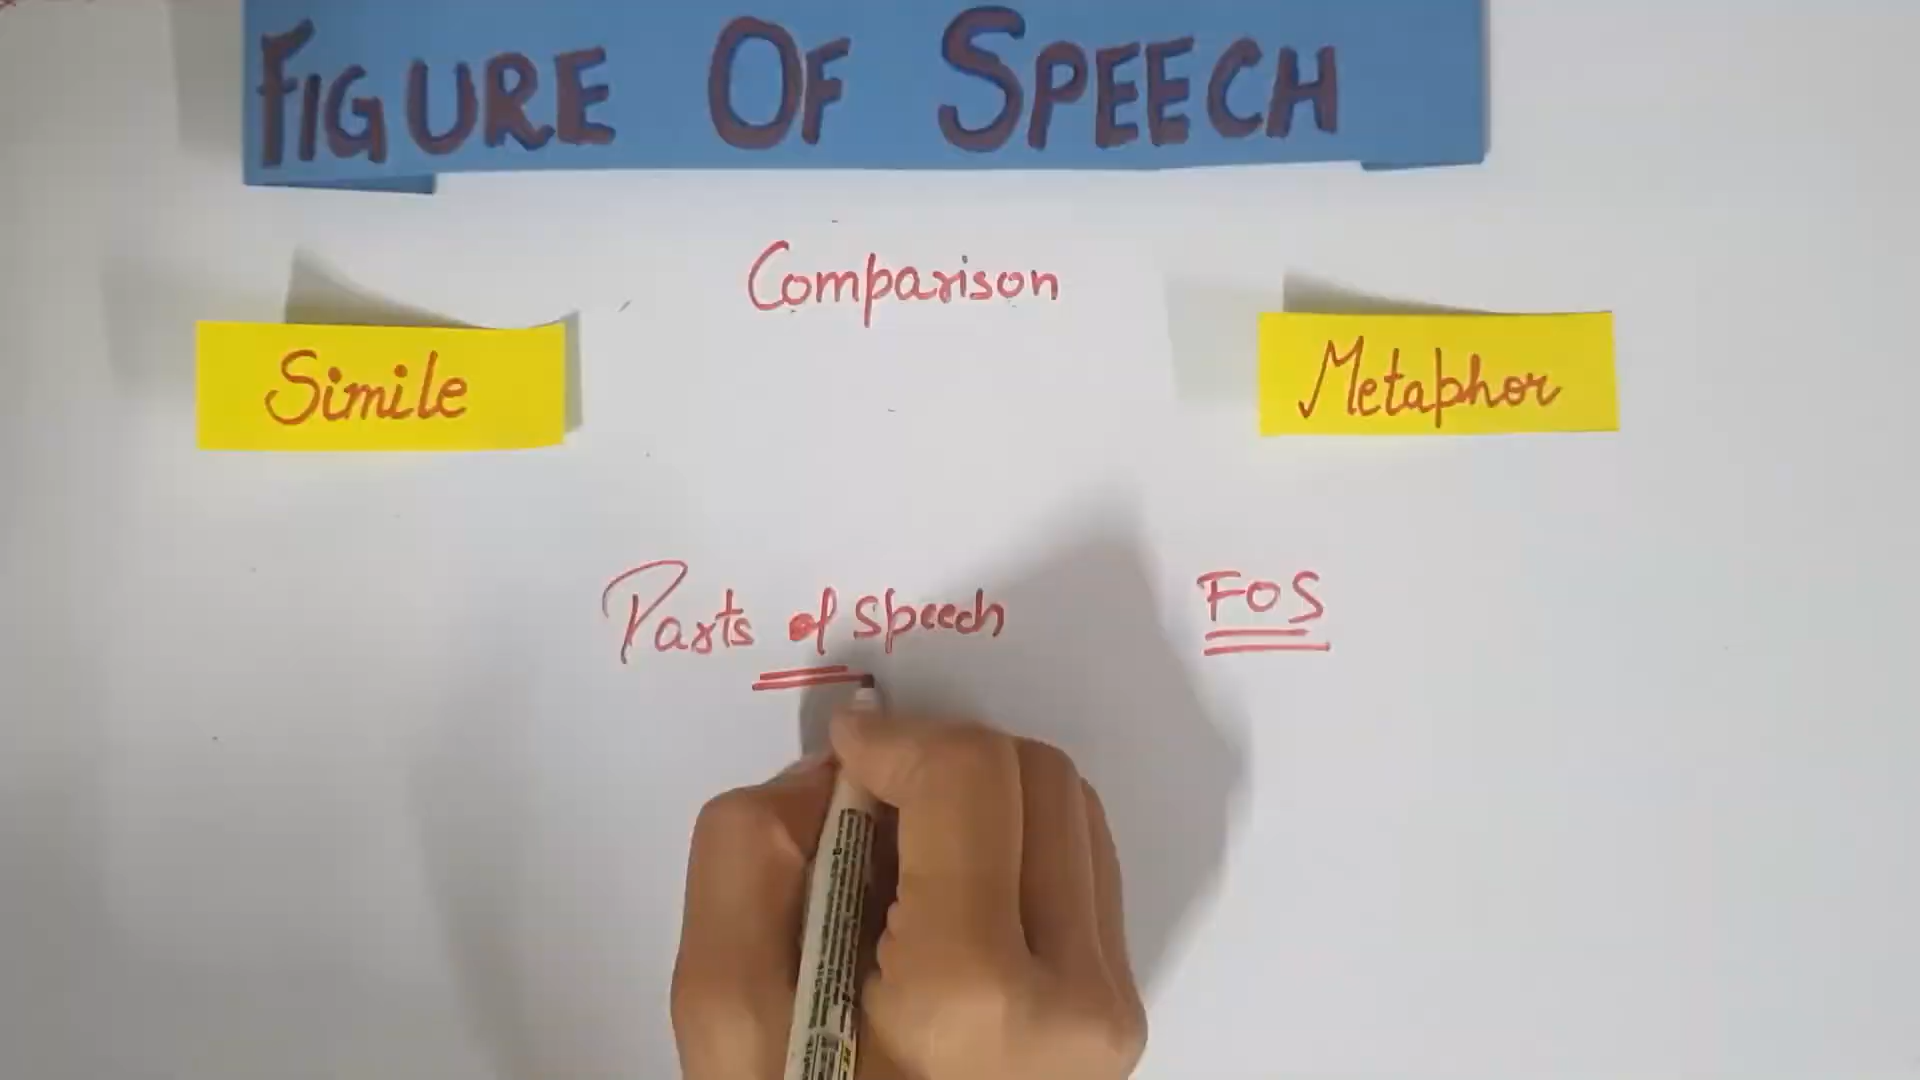 FIGURE OF SPEECH
Comparison
Simile
Metaphor
Parts of speech
FOS